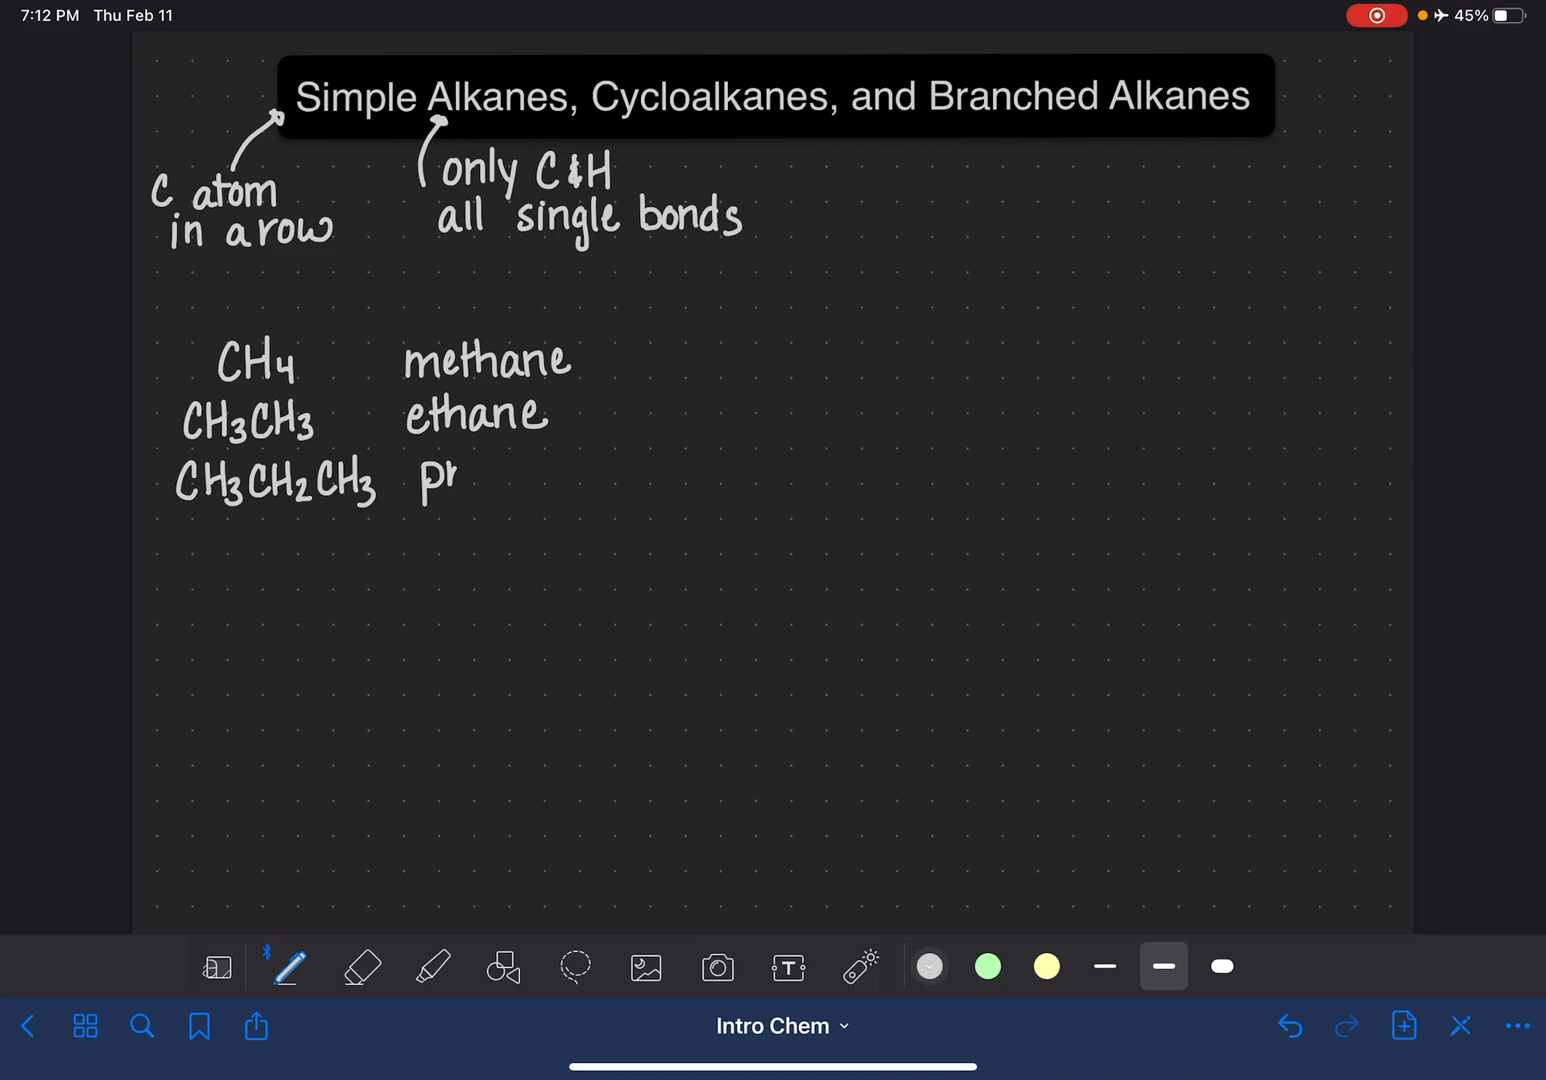 7:12 PM Thu Feb 11
45%
Simple Alkanes, Cycloalkanes, and Branched Alkanes
C atom
in a row
only C & H
all single bonds
CH4 methane
CH3CH3 ethane
CH3CH2CH3 pr
T
Intro Chem